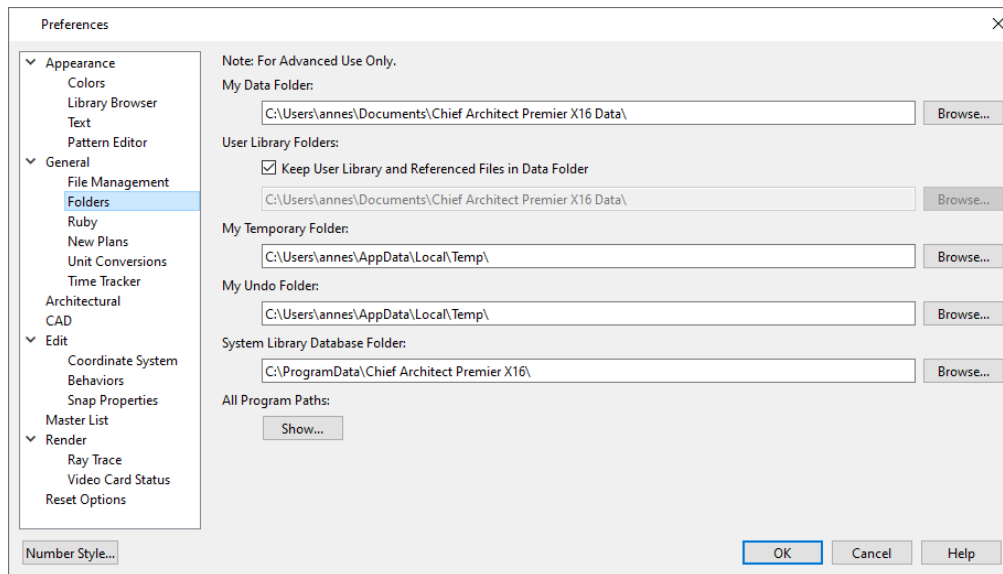 Preferences
Appearance
Colors
Library Browser
Text
Pattern Editor
General
File Management
Folders
Ruby
New Plans
Unit Conversions
Time Tracker
Architectural
CAD
Edit
Coordinate System
Behaviors
Snap Properties
Master List
Render
Ray Trace
Video Card Status
Reset Options
Note: For Advanced Use Only.
My Data Folder:
C:\Users\annes\Documents\Chief Architect Premier X16 Data\ Browse...
User Library Folders:
Keep User Library and Referenced Files in Data Folder
C:\Users\annes\Documents\Chief Architect Premier X16 Data\ Browse...
My Temporary Folder:
C:\Users\annes\AppData\Local\Temp\ Browse...
My Undo Folder:
C:\Users\annes\AppData\Local\Temp\ Browse...
System Library Database Folder:
C:\ProgramData\Chief Architect Premier X16\ Browse...
All Program Paths:
Show...
Number Style... OK Cancel Help